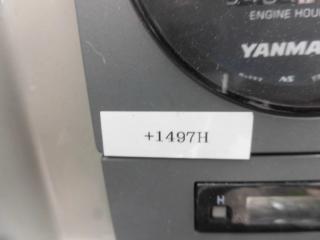 ENGINE HOU
YANMA
+1497H
H